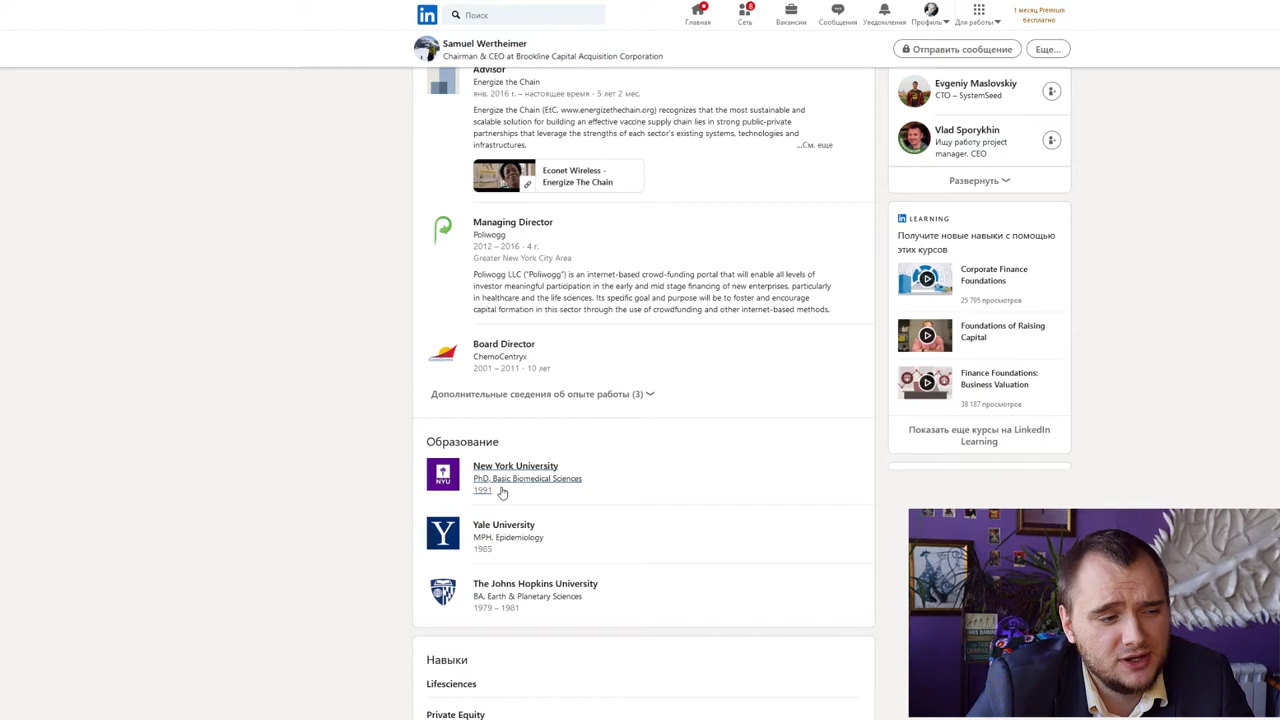 in
Поиск
Главная
8
Сеть
Вакансии
Сообщения
Уведомления
Профиль
Для работы
1 месяц Premium
бесплатно
Samuel Wertheimer
Chairman & CEO at Brookline Capital Acquisition Corporation
Отправить сообщение
Еще...
Advisor
Energize the Chain
янв. 2016 г. – настоящее время · 5 лет 2 мес.
Energize the Chain (EtC, www.energizethechain.org) recognizes that the most sustainable and
scalable solution for building an effective vaccine supply chain lies in strong public-private
partnerships that leverage the strengths of each sector's existing systems, technologies and
infrastructures.
...См. еще
Econet Wireless -
Energize The Chain
Managing Director
Poliwogg
2012 – 2016 · 4 г.
Greater New York City Area
Poliwogg LLC ("Poliwogg") is an internet-based crowd-funding portal that will enable all levels of
investor meaningful participation in the early and mid stage financing of new enterprises, particularly
in healthcare and the life sciences. Its specific goal and purpose will be to foster and encourage
capital formation in this sector through the use of crowdfunding and other internet-based methods.
Board Director
ChemoCentryx
2001 – 2011 · 10 лет
Дополнительные сведения об опыте работы (3)
Образование
NYU
New York University
PhD, Basic Biomedical Sciences
1991
Y
Yale University
MPH, Epidemiology
1985
The Johns Hopkins University
BA, Earth & Planetary Sciences
1979 – 1981
Навыки
Lifesciences
Private Equity
Evgeniy Maslovskiy
CTO – SystemSeed
Vlad Sporykhin
Ищу работу project
manager, CEO
Развернуть
in LEARNING
Получите новые навыки с помощью
этих курсов
Corporate Finance
Foundations
25 795 просмотров
Foundations of Raising
Capital
Finance Foundations:
Business Valuation
38 187 просмотров
Показать еще курсы на LinkedIn
Learning